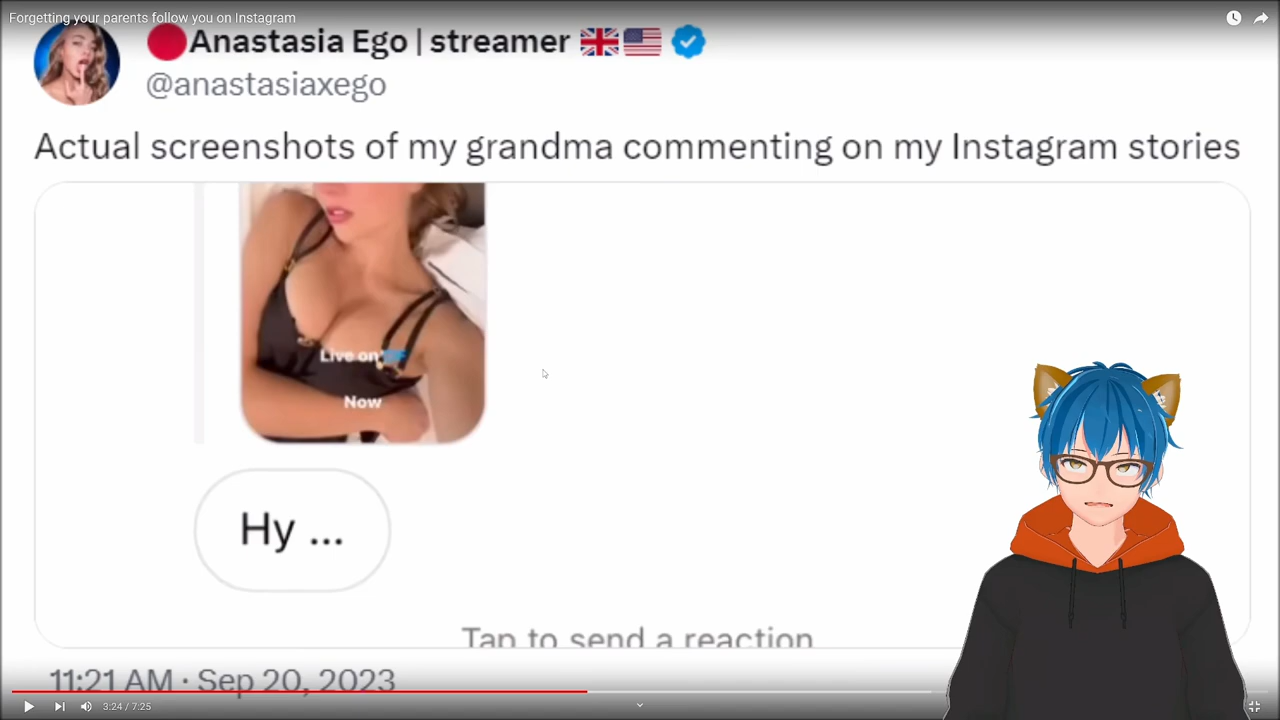 Forgetting your parents follow you on Instagram
Anastasia Ego | streamer
@anastasiaxego
Actual screenshots of my grandma commenting on my Instagram stories
Live on
Now
Hy ...
Tap to send a reaction
11:21 AM · Sep 20, 2023
3:24 / 7:25